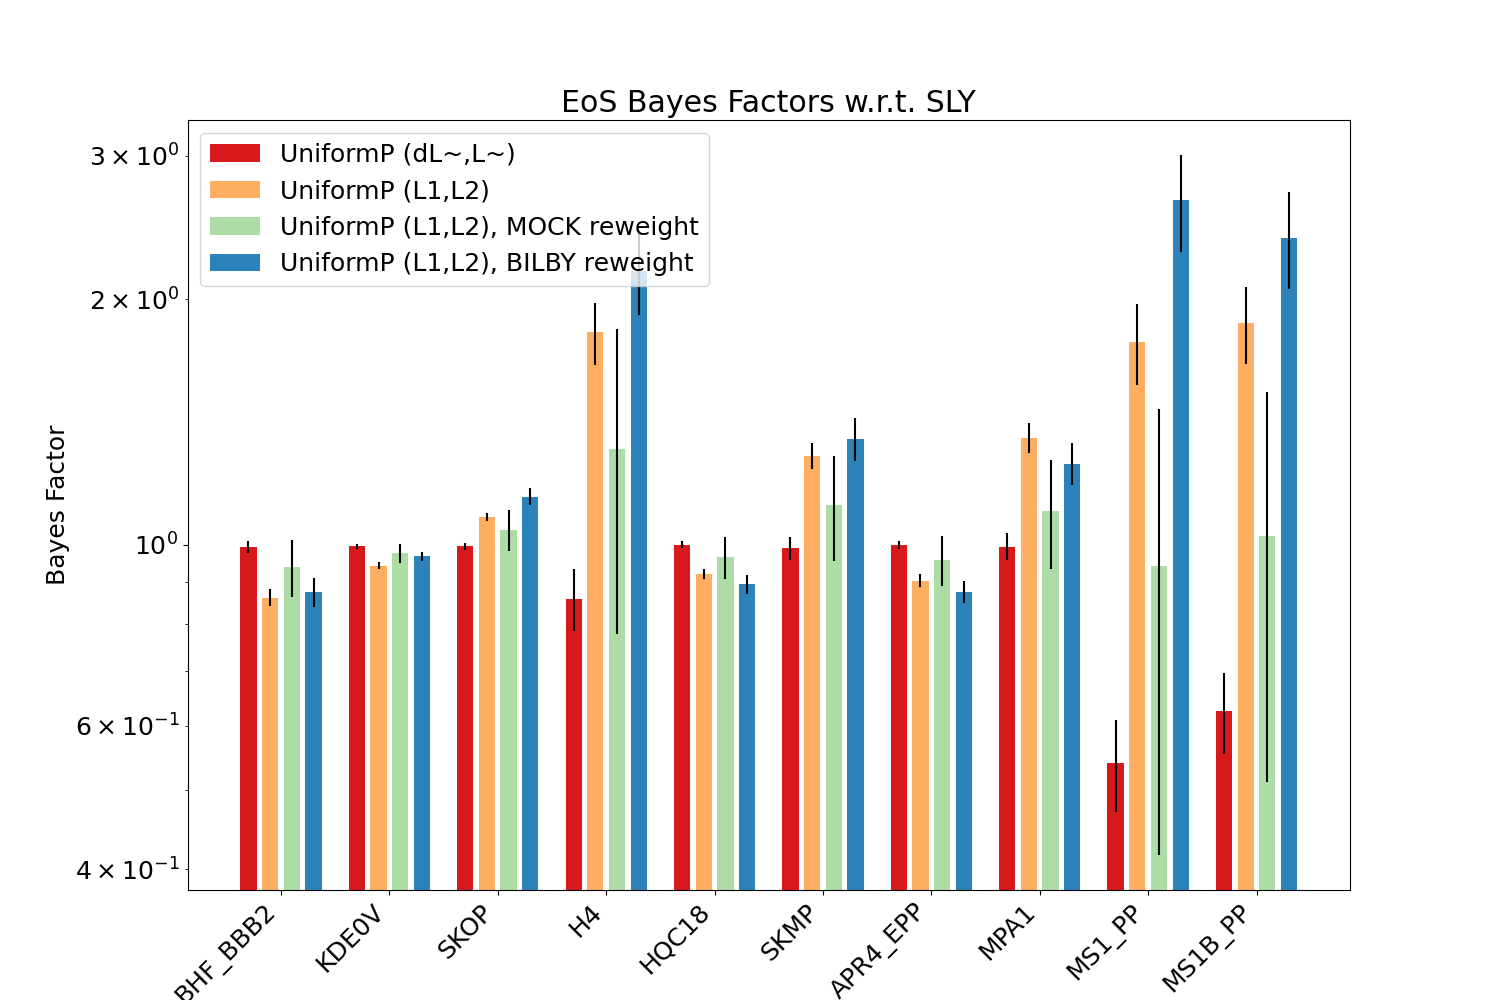 EoS Bayes Factors w.r.t. SLY
UniformP (dL~,L~)
UniformP (L1,L2)
UniformP (L1,L2), MOCK reweight
UniformP (L1,L2), BILBY reweight
Bayes Factor
3 × 10⁰
2 × 10⁰
10⁰
6 × 10⁻¹
4 × 10⁻¹
BHF_BBB2
KDE0V
SKOP
H4
HQC18
SKMP
APR4_EPP
MPA1
MS1_PP
MS1B_PP